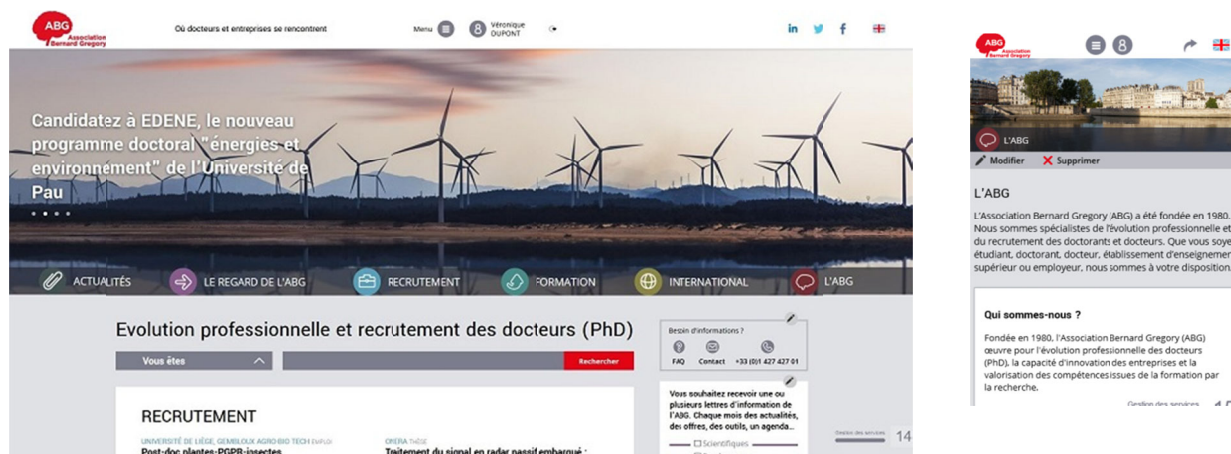 ABG
Association
Bernard Gregory
Où docteurs et entreprises se rencontrent
Menu
Véronique
DUPONT
Candidatez à EDENE, le nouveau
programme doctoral "énergies et
environnement" de l'Université de
Pau
ACTUALITÉS
LE REGARD DE L'ABG
RECRUTEMENT
FORMATION
INTERNATIONAL
L'ABG
Evolution professionnelle et recrutement des docteurs (PhD)
Vous êtes
Rechercher
Besoin d'informations ?
FAQ Contact +33 (0)1 427 427 01
Vous souhaitez recevoir une ou
plusieurs lettres d'information de
l'ABG. Chaque mois des actualités,
des offres, des outils, un agenda...
Scientifiques
RECRUTEMENT
UNIVERSITÉ DE LIÈGE, GEMBLOUX AGRO-BIO TECH EMPLOI
Post-doc plantes-PGPR-insectes
THÈSE
Traitement du signal en radar passif embarqué :
Gestion des services
14
ABG
Association
Bernard Gregory
L'ABG
Modifier
Supprimer
L'ABG
L'Association Bernard Gregory (ABG) a été fondée en 1980.
Nous sommes spécialistes de l'évolution professionnelle et
du recrutement des doctorants et docteurs. Que vous soye
étudiant, doctorant, docteur, établissement d'enseignemen
supérieur ou employeur, nous sommes à votre disposition
Qui sommes-nous ?
Fondée en 1980, l'Association Bernard Gregory (ABG)
œuvre pour l'évolution professionnelle des docteurs
(PhD), la capacité d'innovation des entreprises et la
valorisation des compétences issues de la formation par
la recherche.
Gestion des services